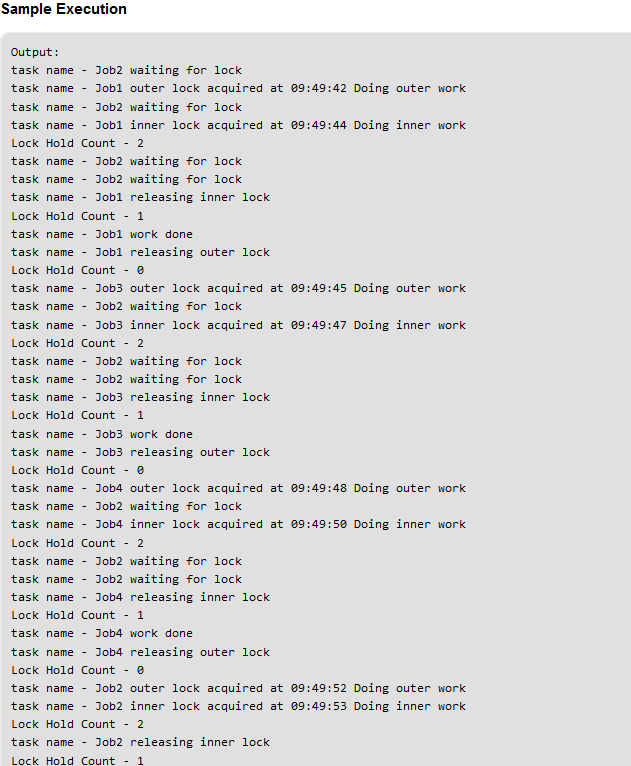 Sample Execution
Output:
task name - Job2 waiting for lock
task name - Job1 outer lock acquired at 09:49:42 Doing outer work
task name - Job2 waiting for lock
task name - Job1 inner lock acquired at 09:49:44 Doing inner work
Lock Hold Count - 2
task name - Job2 waiting for lock
task name - Job2 waiting for lock
task name - Job1 releasing inner lock
Lock Hold Count - 1
task name - Job1 work done
task name - Job1 releasing outer lock
Lock Hold Count - 0
task name - Job3 outer lock acquired at 09:49:45 Doing outer work
task name - Job2 waiting for lock
task name - Job3 inner lock acquired at 09:49:47 Doing inner work
Lock Hold Count - 2
task name - Job2 waiting for lock
task name - Job2 waiting for lock
task name - Job3 releasing inner lock
Lock Hold Count - 1
task name - Job3 work done
task name - Job3 releasing outer lock
Lock Hold Count - 0
task name - Job4 outer lock acquired at 09:49:48 Doing outer work
task name - Job2 waiting for lock
task name - Job4 inner lock acquired at 09:49:50 Doing inner work
Lock Hold Count - 2
task name - Job2 waiting for lock
task name - Job2 waiting for lock
task name - Job4 releasing inner lock
Lock Hold Count - 1
task name - Job4 work done
task name - Job4 releasing outer lock
Lock Hold Count - 0
task name - Job2 outer lock acquired at 09:49:52 Doing outer work
task name - Job2 inner lock acquired at 09:49:53 Doing inner work
Lock Hold Count - 2
task name - Job2 releasing inner lock
Lock Hold Count - 1